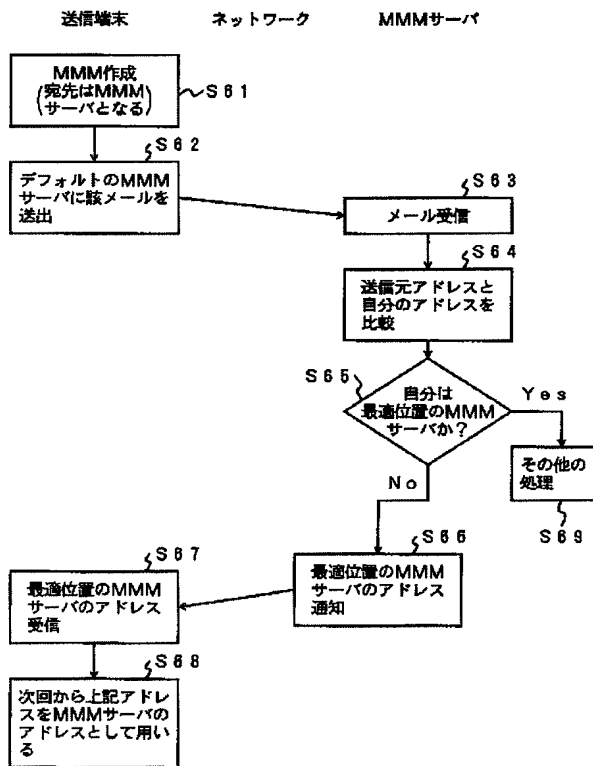 送信端末
ネットワーク
MMMサーバ
MMM作成
(宛先はMMM
サーバとなる)
S61
S62
デフォルトのMMM
サーバに該メールを
送出
S63
メール受信
S64
送信元アドレスと
自分のアドレスを
比較
S65
自分は
最適位置のMMM
サーバか?
Yes
No
その他の
処理
S69
S66
最適位置のMMM
サーバのアドレス
通知
S67
最適位置のMMM
サーバのアドレス
受信
S68
次回から上記アドレ
スをMMMサーバの
アドレスとして用い
る